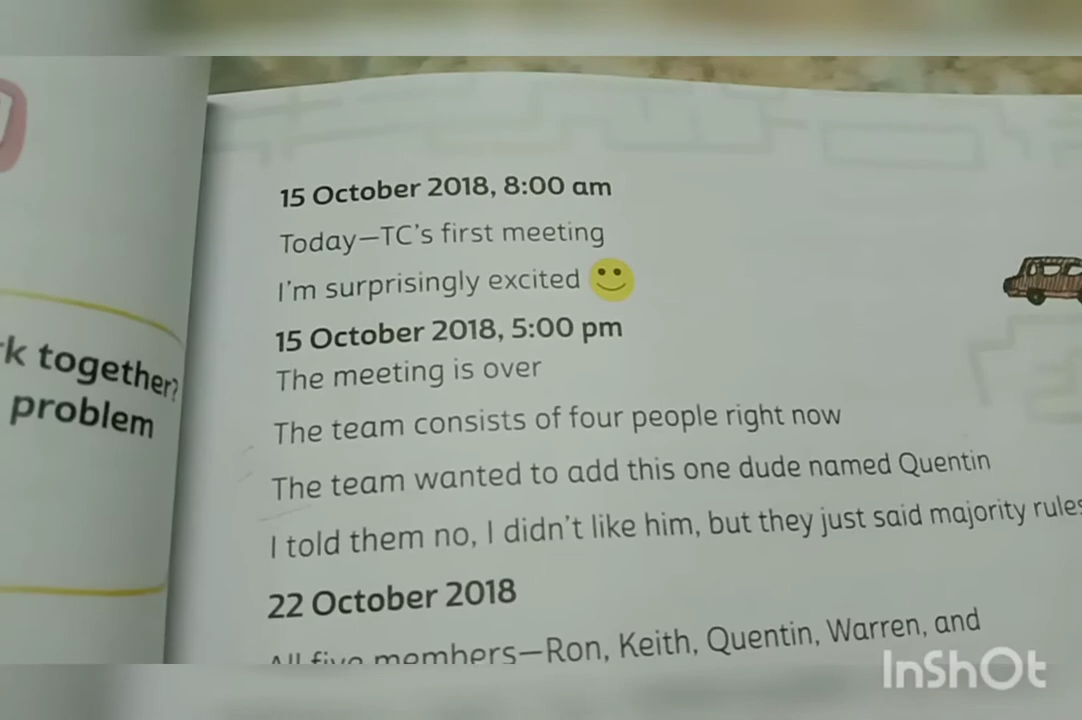 k together?
problem
15 October 2018, 8:00 am
Today—TC's first meeting
I'm surprisingly excited
15 October 2018, 5:00 pm
The meeting is over
The team consists of four people right now
The team wanted to add this one dude named Quentin
I told them no, I didn't like him, but they just said majority rules
22 October 2018
All five members—Ron, Keith, Quentin, Warren, and
InShOt